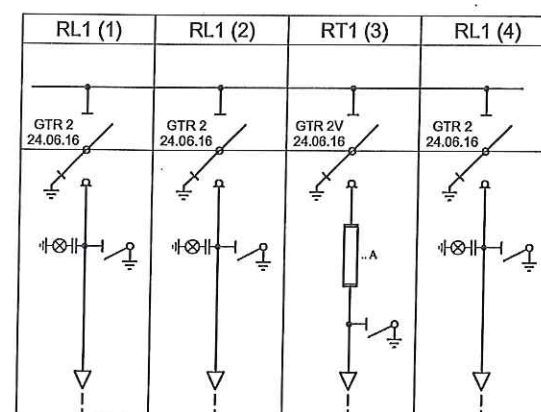 RL1 (1)
RL1 (2)
RT1 (3)
RL1 (4)
GTR 2
24.06.16
GTR 2
24.06.16
GTR 2V
24.06.16
GTR 2
24.06.16
..A